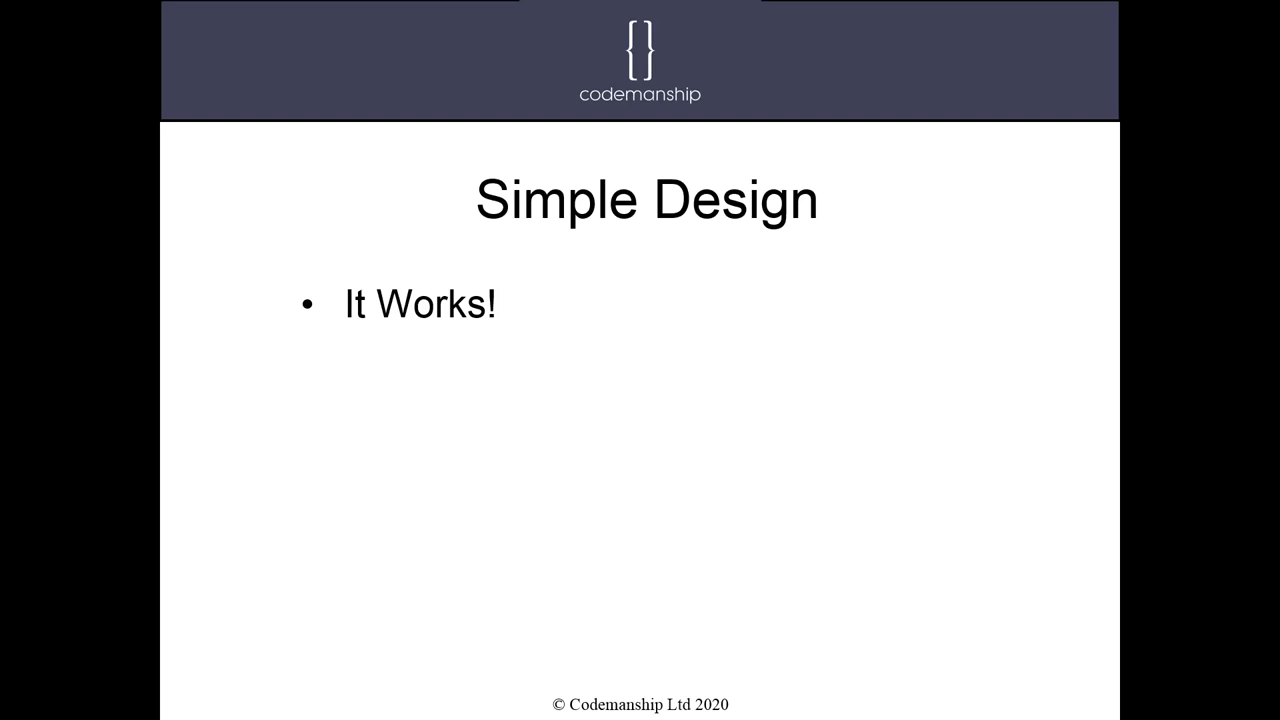 {}
codemanship
Simple Design
• It Works!
© Codemanship Ltd 2020